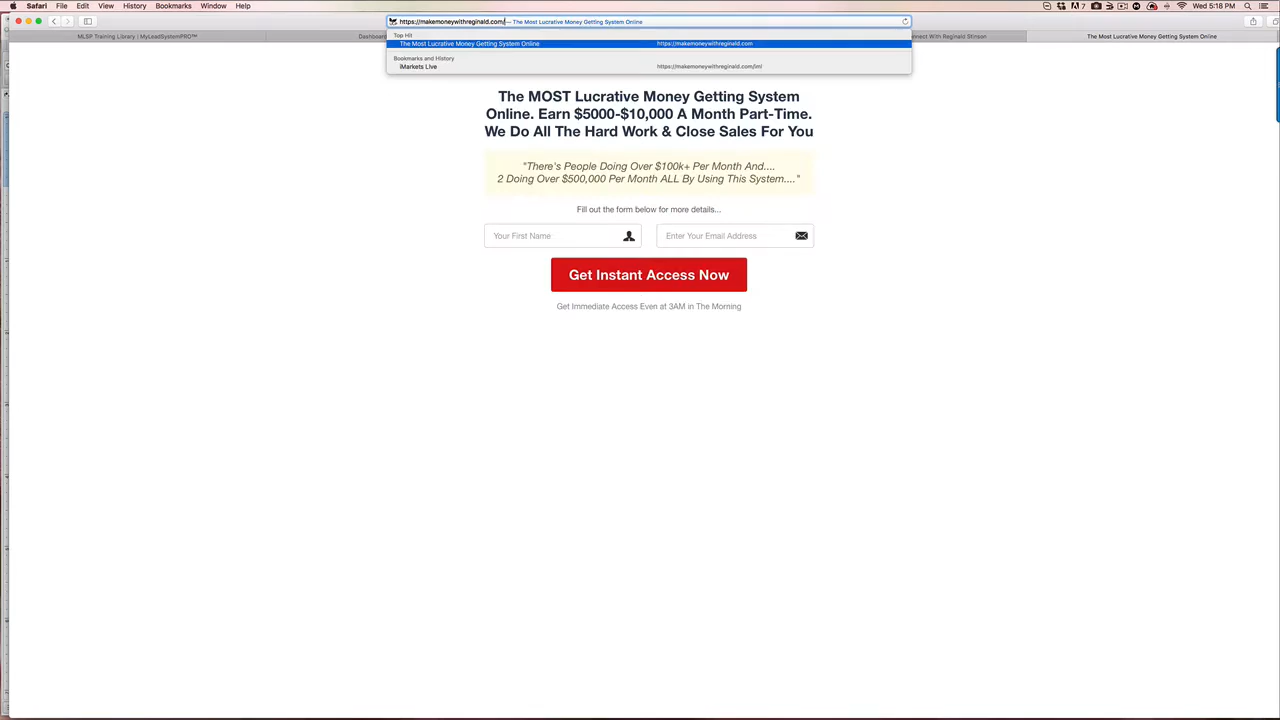 Safari File Edit View History Bookmarks Window Help
7 Wed 5:18 PM
https://makemoneywithreginald.com/ — The Most Lucrative Money Getting System Online
MLSP Training Library / MyLeadSystemPRO™ Dashboa nnect With Reginald Stinson The Most Lucrative Money Getting System Online
Top Hit
The Most Lucrative Money Getting System Online https://makemoneywithreginald.com
Bookmarks and History
iMarkets Live https://makemoneywithreginald.com/iml
The MOST Lucrative Money Getting System
Online. Earn $5000-$10,000 A Month Part-Time.
We Do All The Hard Work & Close Sales For You
"There's People Doing Over $100k+ Per Month And....
2 Doing Over $500,000 Per Month ALL By Using This System...."
Fill out the form below for more details...
Your First Name
Enter Your Email Address
Get Instant Access Now
Get Immediate Access Even at 3AM in The Morning